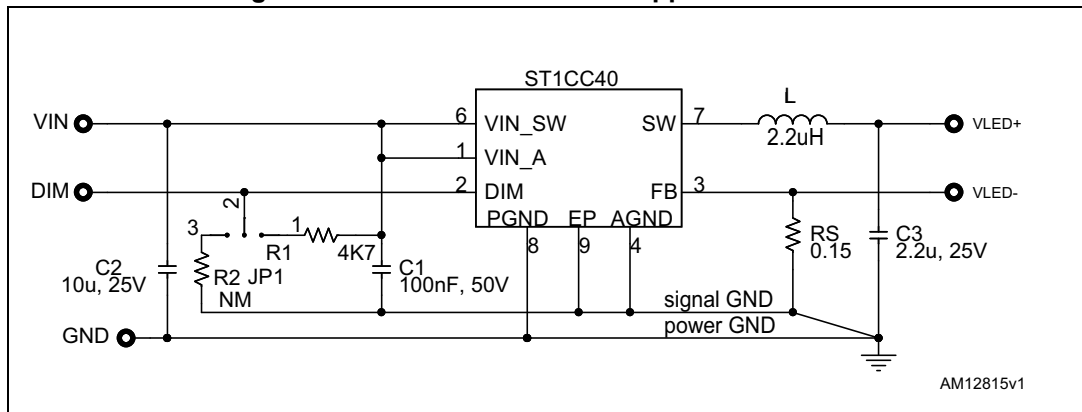 ST1CC40
L
VIN
6
VIN_SW
SW
7
2.2uH
VLED+
1
VIN_A
DIM
2
DIM
FB
3
VLED-
2
PGND
EP
AGND
3
1
R1
4K7
8
9
4
RS
0.15
C3
2.2u, 25V
C2
10u, 25V
R2
JP1
NM
C1
100nF, 50V
signal GND
power GND
GND
AM12815v1